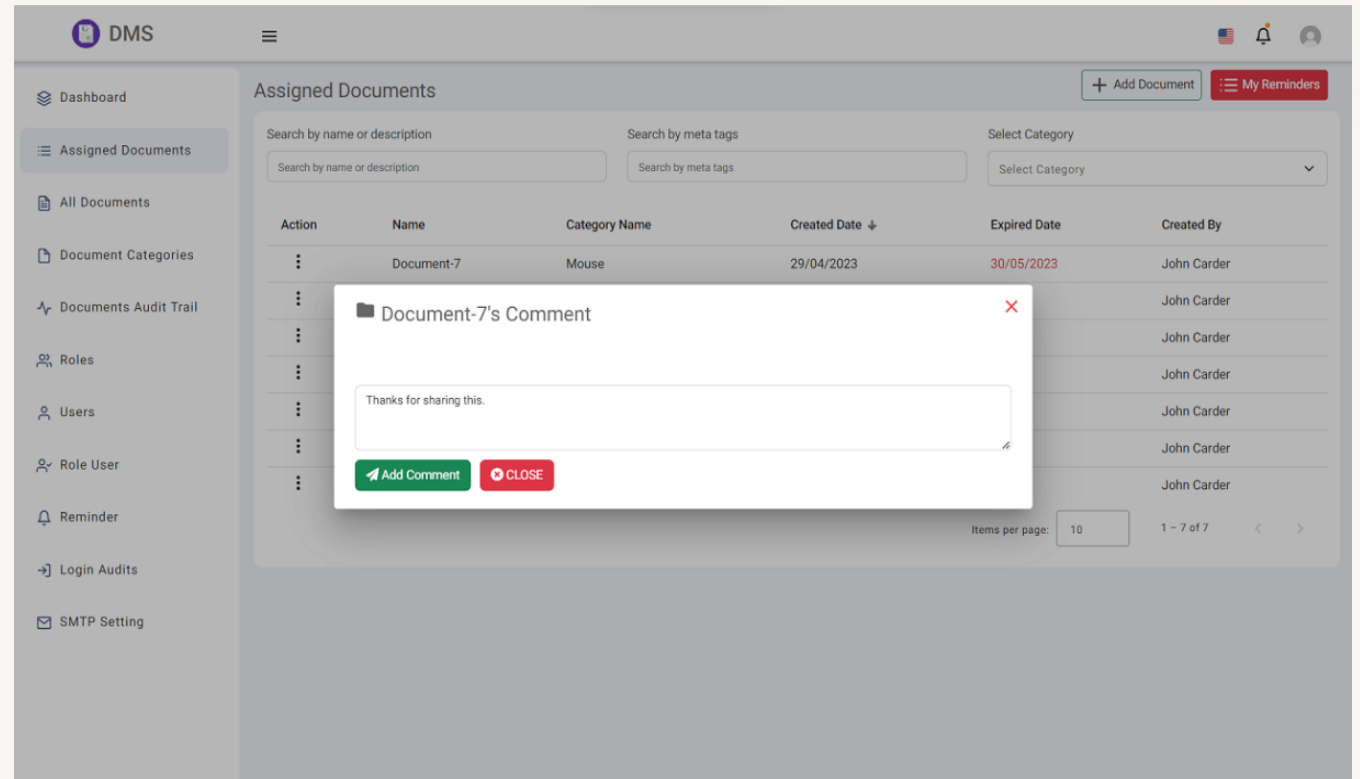 DMS
Dashboard
Assigned Documents
All Documents
Document Categories
Documents Audit Trail
Roles
Users
Role User
Reminder
Login Audits
SMTP Setting
Assigned Documents
Add Document
My Reminders
Search by name or description
Search by meta tags
Select Category
Search by name or description
Search by meta tags
Select Category
Action Name Category Name Created Date Expired Date Created By
Document-7 Mouse 29/04/2023 30/05/2023 John Carder
John Carder
John Carder
John Carder
John Carder
John Carder
John Carder
Document-7's Comment
Thanks for sharing this.
Add Comment
CLOSE
Items per page: 10 1 – 7 of 7